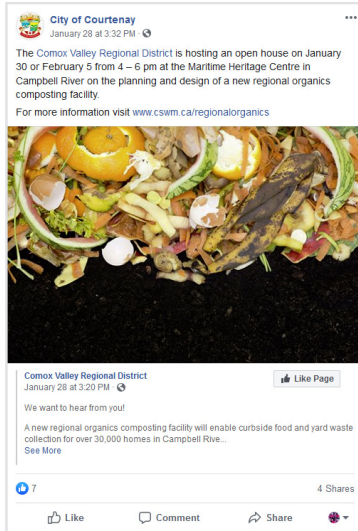 City of Courtenay
January 28 at 3:32 PM ·
The Comox Valley Regional District is hosting an open house on January
30 or February 5 from 4 – 6 pm at the Maritime Heritage Centre in
Campbell River on the planning and design of a new regional organics
composting facility.
For more information visit www.cswm.ca/regionalorganics
Comox Valley Regional District
January 28 at 3:20 PM ·
Like Page
We want to hear from you!
A new regional organics composting facility will enable curbside food and yard waste
collection for over 30,000 homes in Campbell Rive...
See More
7
4 Shares
Like
Comment
Share